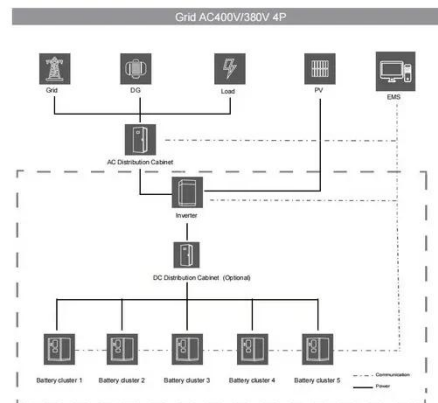 Grid AC400V/380V 4P
Grid
DG
Load
PV
EMS
AC Distribution Cabinet
Inverter
DC Distribution Cabinet (Optional)
Battery cluster 1
Battery cluster 2
Battery cluster 3
Battery cluster 4
Battery cluster 5
Communication
Power